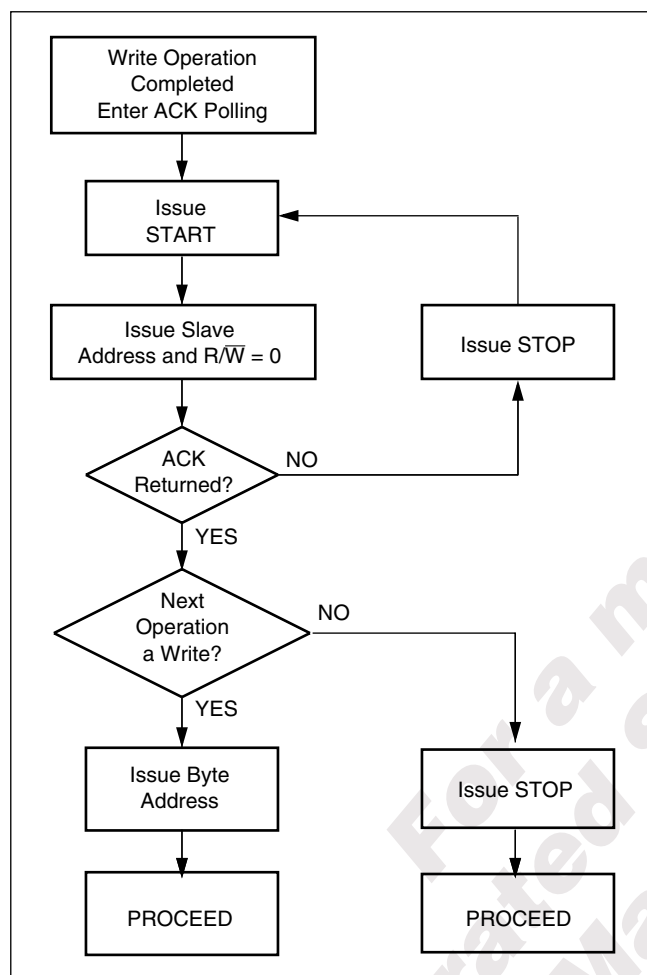 Write Operation
Completed
Enter ACK Polling
Issue
START
Issue Slave
Address and R/W̅ = 0
Issue STOP
ACK
Returned?
NO
YES
Next
Operation
a Write?
NO
YES
Issue Byte
Address
Issue STOP
PROCEED
PROCEED
For a m